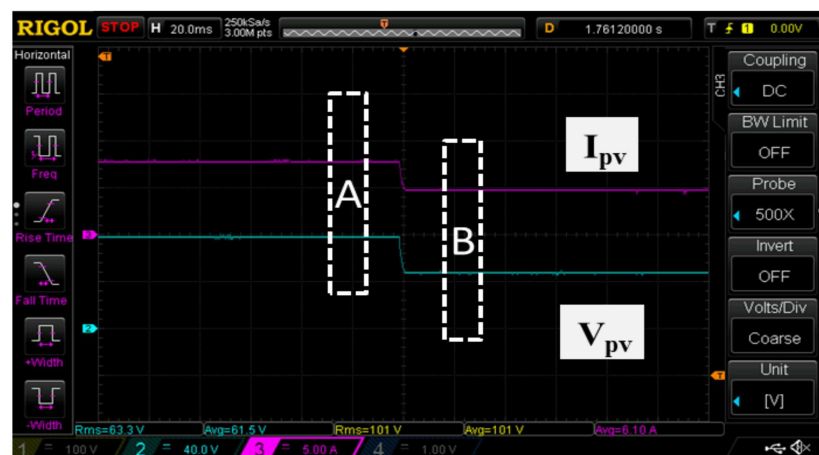 RIGOL STOP H 20.0ms 250kSa/s 3.00M pts T D 1.76120000 s T 1 0.00V
Horizontal
Period
Freq
Rise Time
Fall Time
+Width
-Width
T
T
3
2
A
B
Ipv
Vpv
CH3
Coupling
DC
BW Limit
OFF
Probe
500X
Invert
OFF
Volts/Div
Coarse
Unit
[V]
Rms=63.3 V Avg=61.5 V Rms=101 V Avg=101 V Avg=6.10 A
1 = 100 V 2 = 40.0 V 3 = 5.00 A 4 = 1.00 V